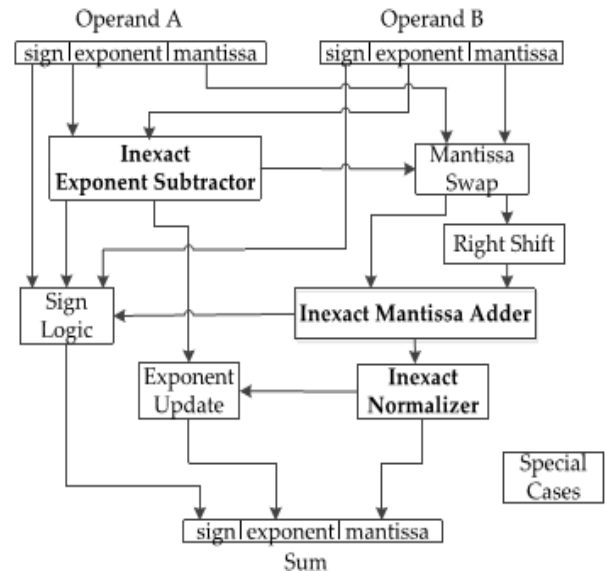 Operand A
Operand B
sign exponent mantissa
sign exponent mantissa
Inexact
Exponent Subtractor
Mantissa
Swap
Right Shift
Sign
Logic
Inexact Mantissa Adder
Exponent
Update
Inexact
Normalizer
Special
Cases
sign exponent mantissa
Sum